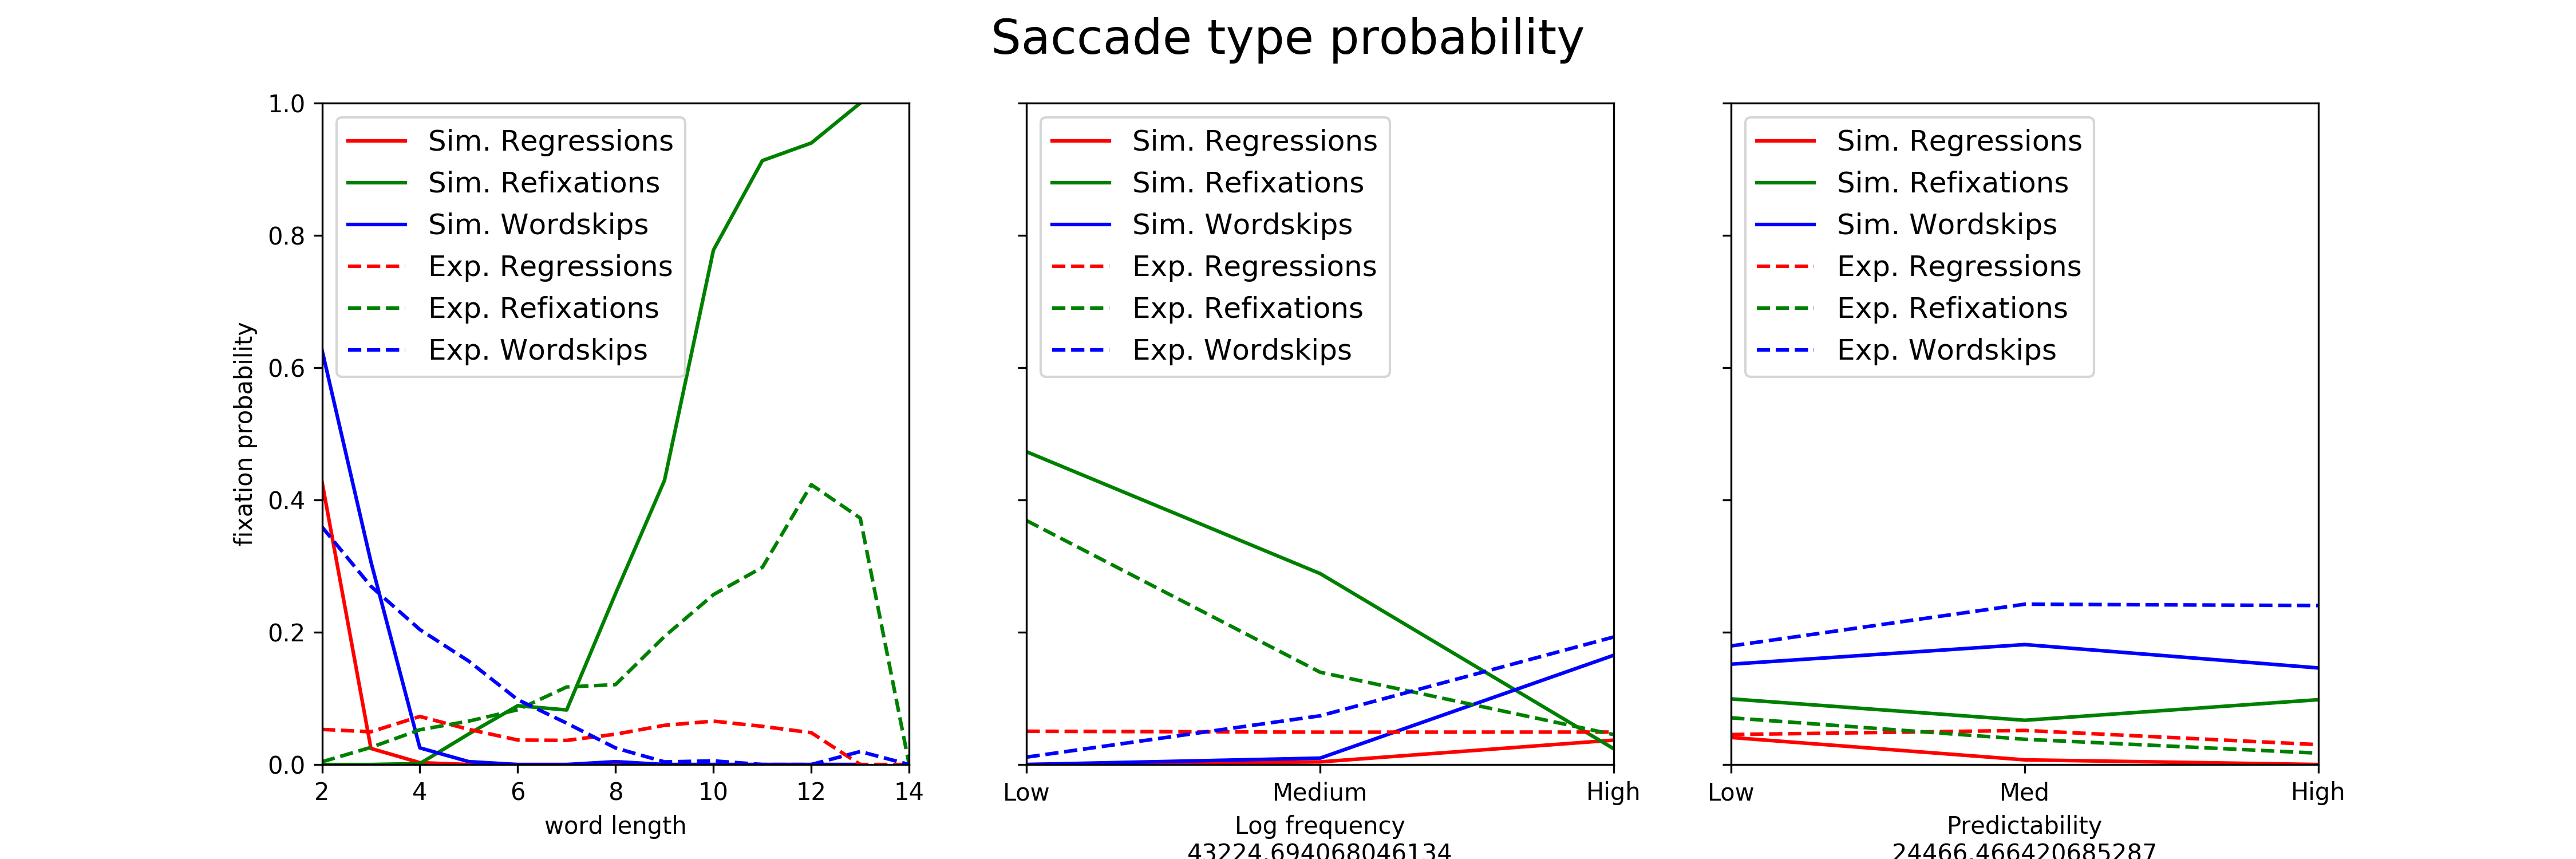 Saccade type probability
fixation probability
1.0
0.8
0.6
0.4
0.2
0.0
Sim. Regressions
Sim. Refixations
Sim. Wordskips
Exp. Regressions
Exp. Refixations
Exp. Wordskips
2 4 6 8 10 12 14
word length
Sim. Regressions
Sim. Refixations
Sim. Wordskips
Exp. Regressions
Exp. Refixations
Exp. Wordskips
Low Medium High
Log frequency
43224.694068046134
Sim. Regressions
Sim. Refixations
Sim. Wordskips
Exp. Regressions
Exp. Refixations
Exp. Wordskips
Low Med High
Predictability
24466.466420685287